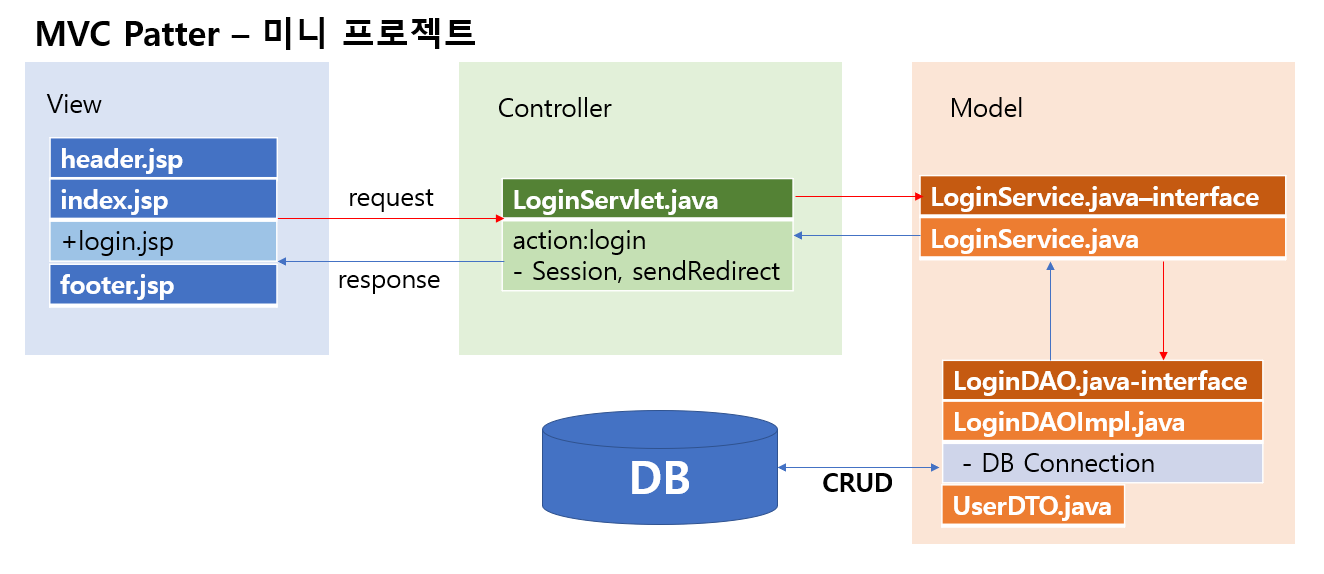 MVC Patter – 미니 프로젝트
View
header.jsp
index.jsp
+login.jsp
footer.jsp
request
response
Controller
LoginServlet.java
action:login
- Session, sendRedirect
Model
LoginService.java–interface
LoginService.java
LoginDAO.java-interface
LoginDAOImpl.java
- DB Connection
UserDTO.java
DB
CRUD